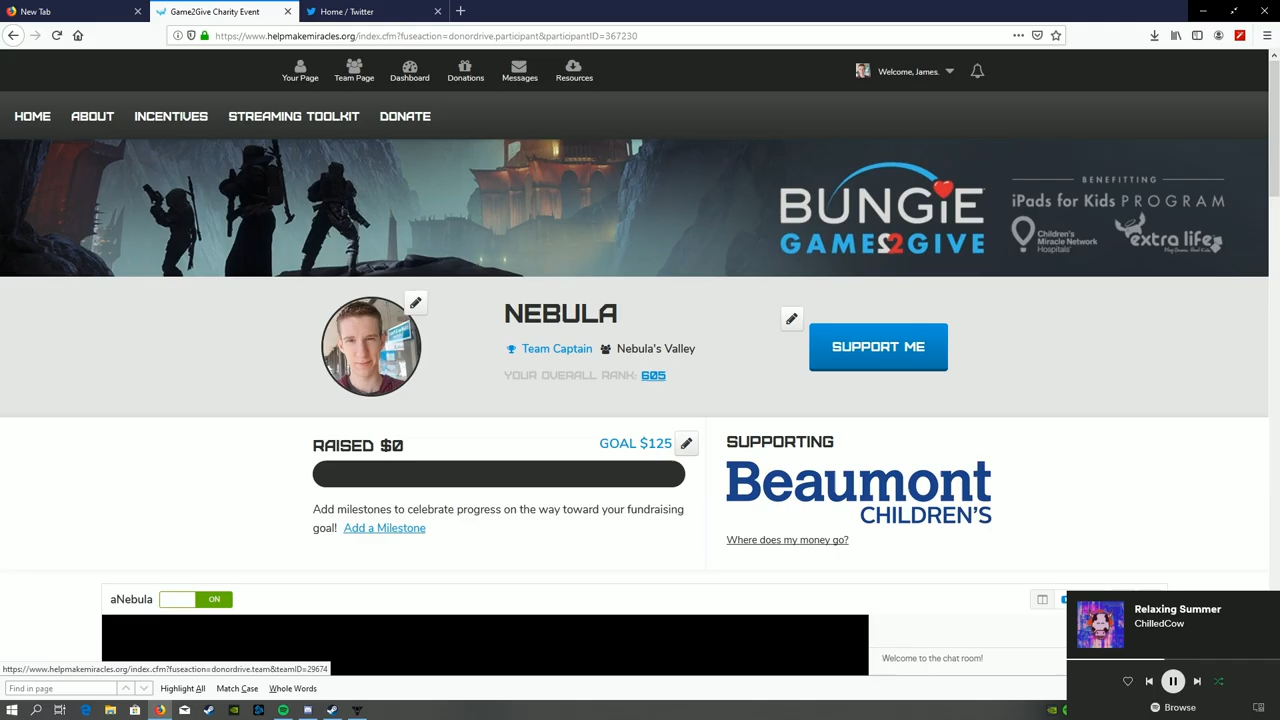 New Tab
Game2Give Charity Event
Home / Twitter
https://www.helpmakemiracles.org/index.cfm?fuseaction=donordrive.participant&participantID=367230
Your Page
Team Page
Dashboard
Donations
Messages
Resources
Welcome, James.
HOME
ABOUT
INCENTIVES
STREAMING TOOLKIT
DONATE
BUNGIE
GAME2GIVE
BENEFITTING
iPads for Kids PROGRAM
Children's
Miracle Network
Hospitals
extra life
Play Games. Heal Kids.
NEBULA
Team Captain
Nebula's Valley
YOUR OVERALL RANK: 605
SUPPORT ME
RAISED $0
GOAL $125
Add milestones to celebrate progress on the way toward your fundraising
goal! Add a Milestone
SUPPORTING
Beaumont
CHILDREN'S
Where does my money go?
aNebula
ON
Welcome to the chat room!
Relaxing Summer
ChilledCow
Browse
https://www.helpmakemiracles.org/index.cfm?fuseaction=donordrive.team&teamID=29674
Find in page
Highlight All
Match Case
Whole Words